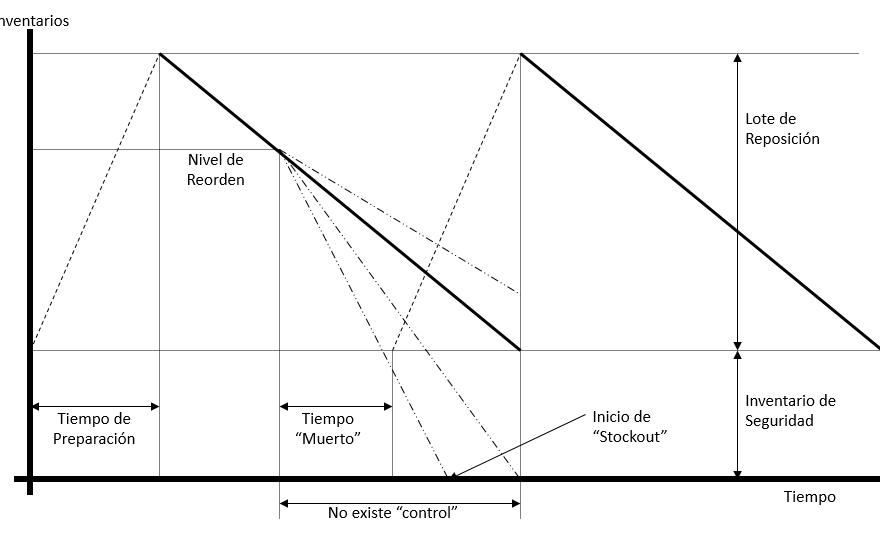 nventarios
Lote de
Reposición
Nivel de
Reorden
Inventario de
Seguridad
Tiempo de
Preparación
Tiempo
“Muerto”
Inicio de
“Stockout”
Tiempo
No existe “control”